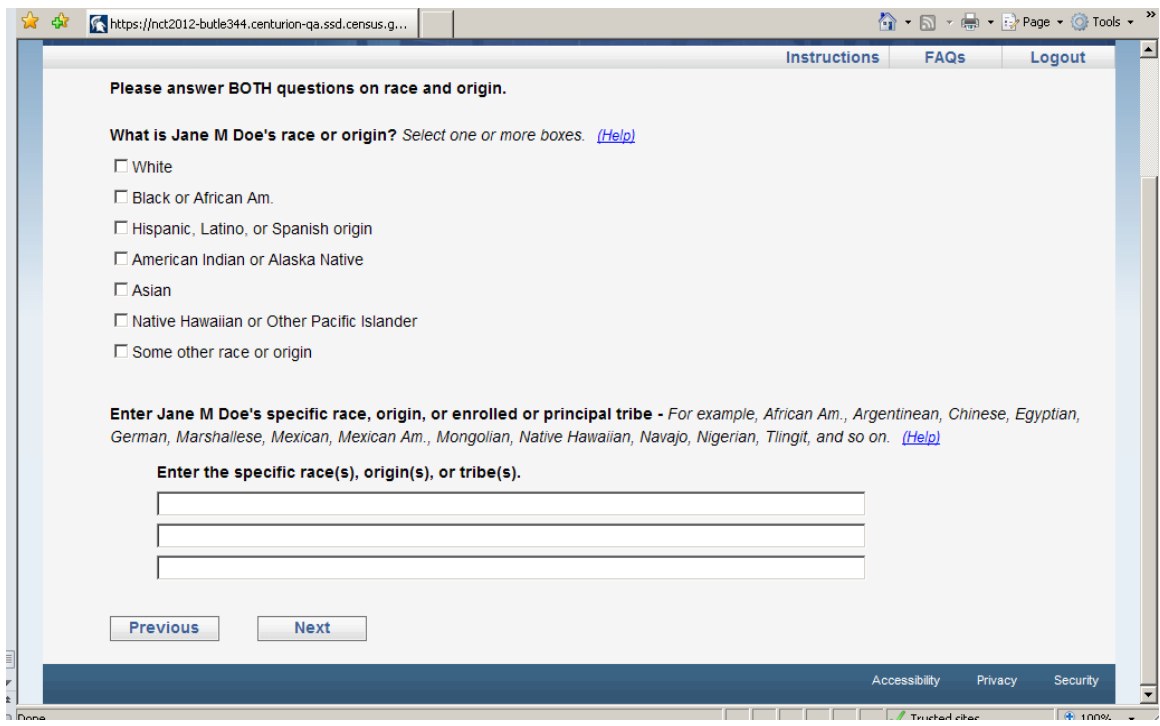 https://nct2012-butle344.centurion-qa.ssd.census.g...
Page
Tools
»
Instructions
FAQs
Logout
Please answer BOTH questions on race and origin.
What is Jane M Doe's race or origin? Select one or more boxes. (Help)
White
Black or African Am.
Hispanic, Latino, or Spanish origin
American Indian or Alaska Native
Asian
Native Hawaiian or Other Pacific Islander
Some other race or origin
Enter Jane M Doe's specific race, origin, or enrolled or principal tribe - For example, African Am., Argentinean, Chinese, Egyptian,
German, Marshallese, Mexican, Mexican Am., Mongolian, Native Hawaiian, Navajo, Nigerian, Tlingit, and so on. (Help)
Enter the specific race(s), origin(s), or tribe(s).
Previous
Next
Accessibility
Privacy
Security
Done
Trusted sites
100%